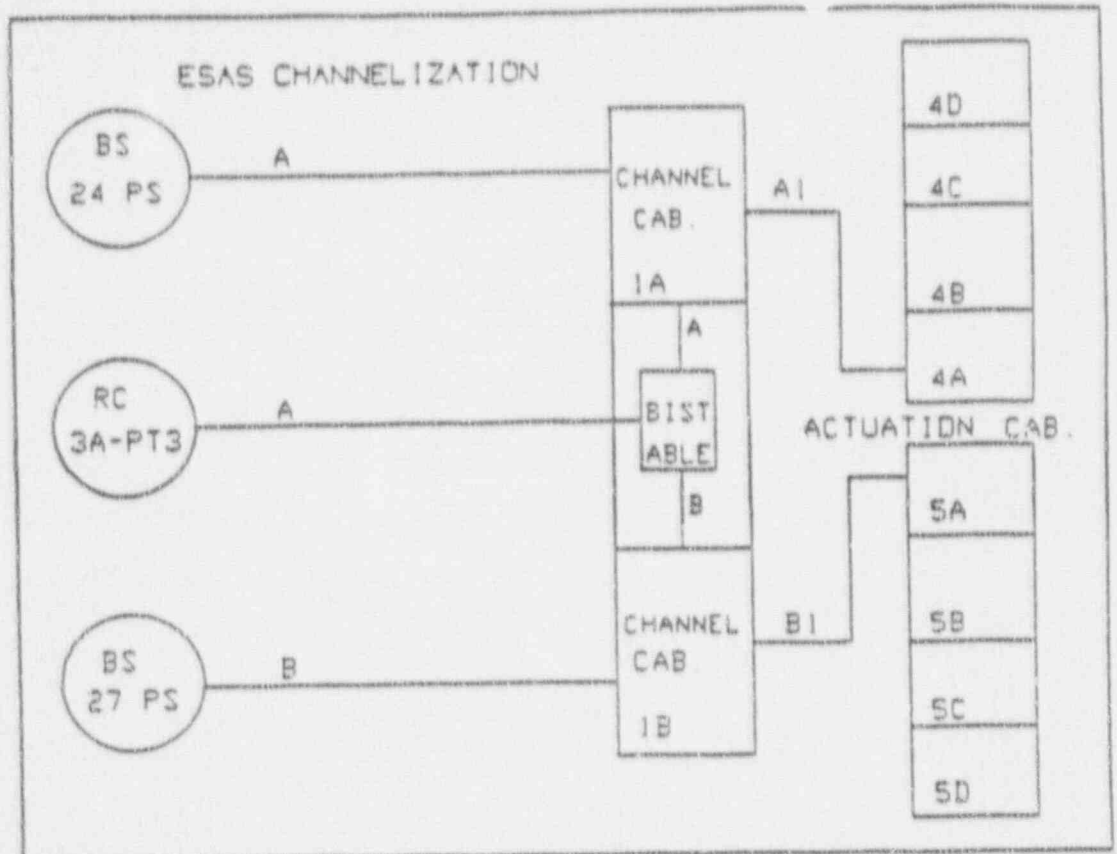 ESAS CHANNELIZATION
BS
24 PS
A
CHANNEL
CAB.
1A
A1
4D
4C
4B
4A
RC
3A-PT3
A
A
BIST
ABLE
B
ACTUATION CAB.
BS
27 PS
B
CHANNEL
CAB.
1B
B1
5A
5B
5C
5D